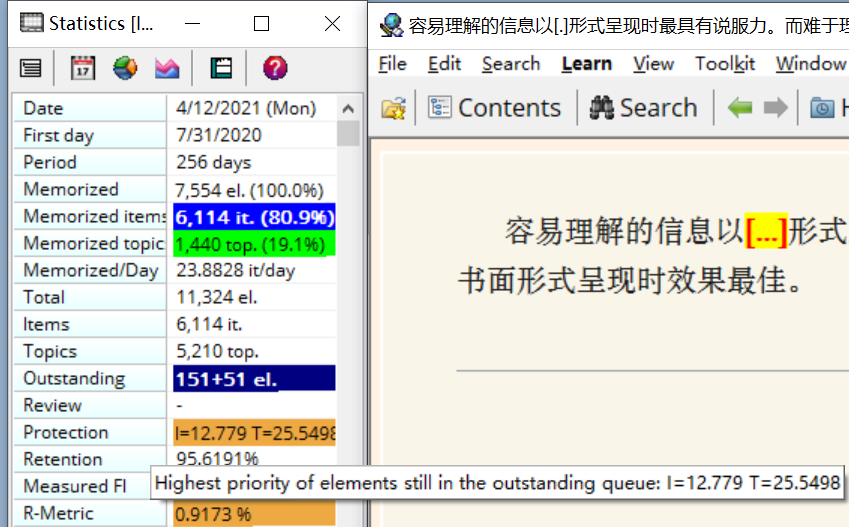 Statistics [l...
Date 4/12/2021 (Mon)
First day 7/31/2020
Period 256 days
Memorized 7,554 el. (100.0%)
Memorized items 6,114 it. (80.9%)
Memorized topic 1,440 top. (19.1%)
Memorized/Day 23.8828 it/day
Total 11,324 el.
Items 6,114 it.
Topics 5,210 top.
Outstanding 151+51 el.
Review -
Protection I=12.779 T=25.5498
Retention 95.6191%
Measured FI
R-Metric 0.9173 %
Highest priority of elements still in the outstanding queue: I=12.779 T=25.5498
容易理解的信息以[.]形式呈现时最具有说服力。而难于理
File Edit Search Learn View Toolkit Window
Contents Search H
容易理解的信息以[...]形式
书面形式呈现时效果最佳。